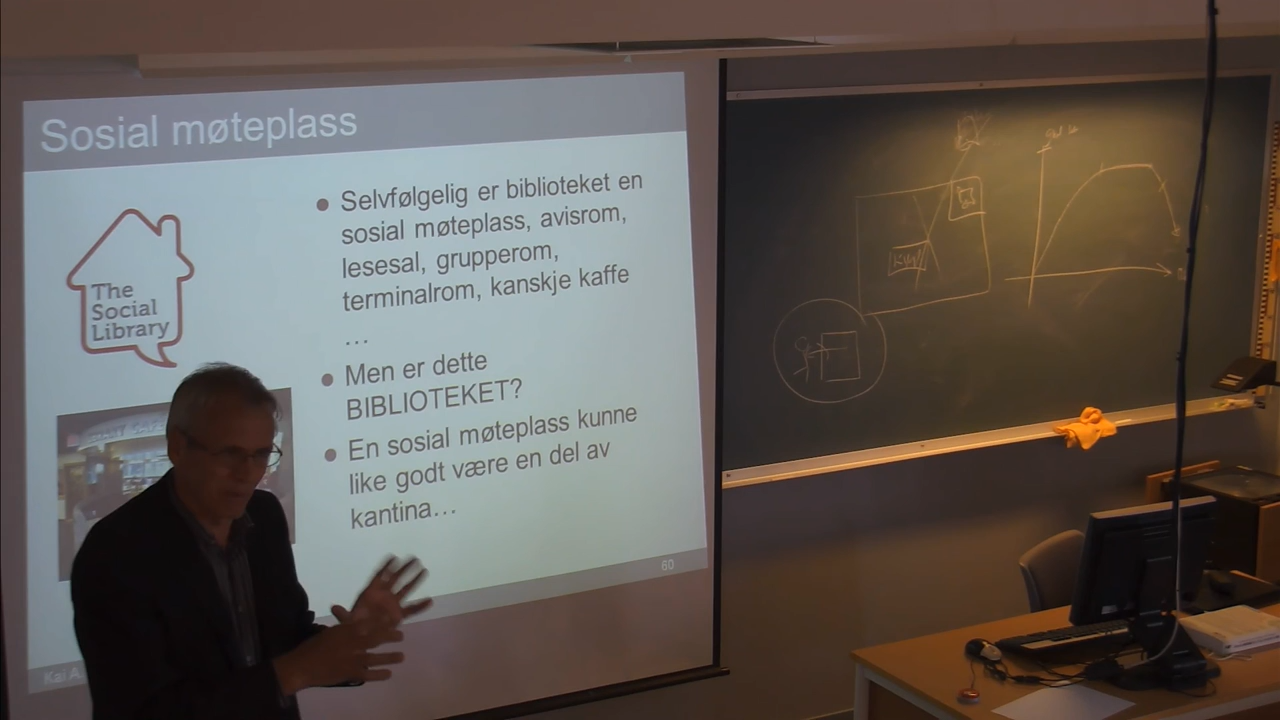 Sosial møteplass
The
Social
Library
Selvfølgelig er biblioteket en
sosial møteplass, avisrom,
lesesal, grupperom,
terminalrom, kanskje kaffe
…
Men er dette
BIBLIOTEKET?
En sosial møteplass kunne
like godt være en del av
kantina…
60
Kai A